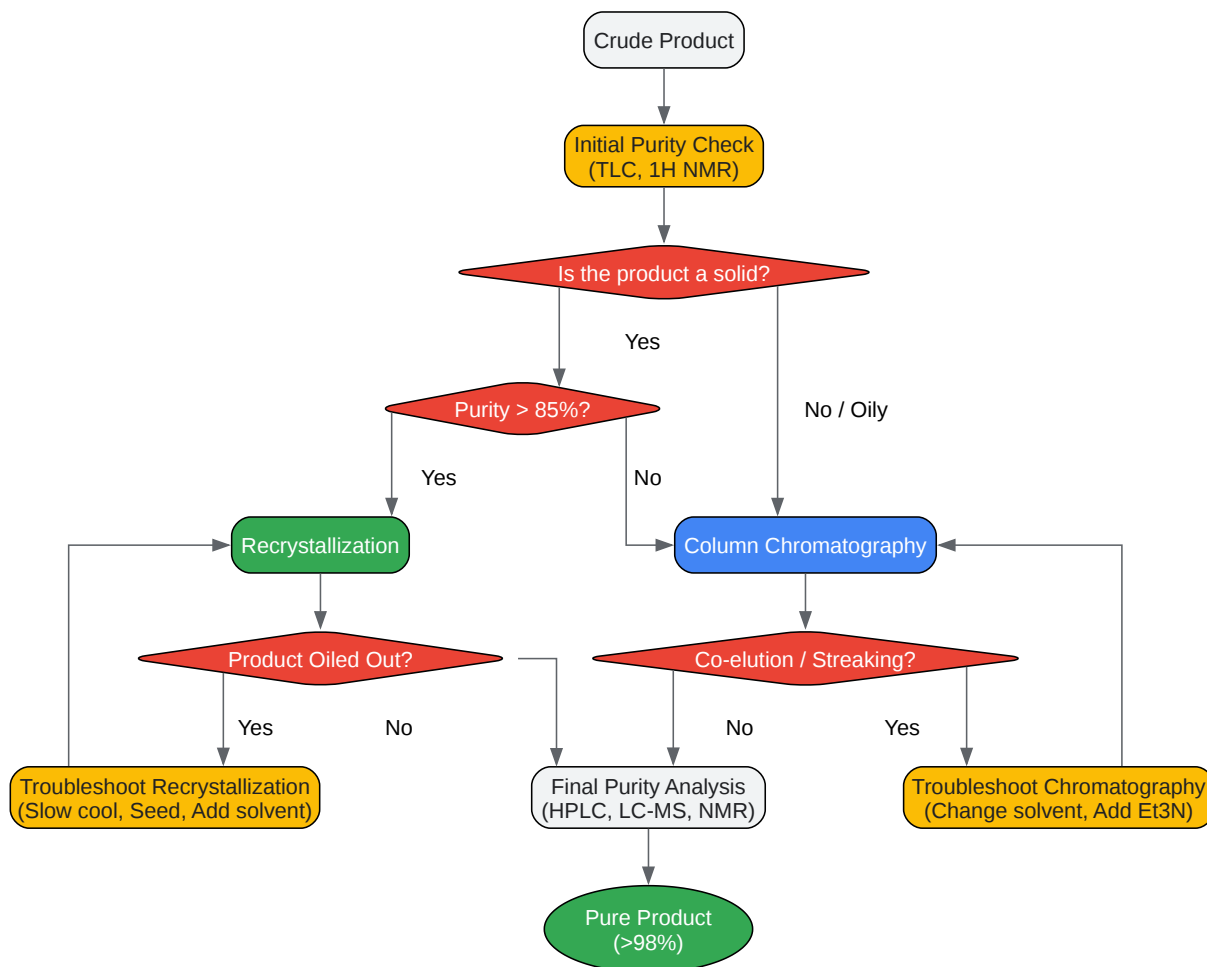 Crude Product
Initial Purity Check
(TLC, 1H NMR)
Is the product a solid?
Yes
No / Oily
Purity > 85%?
Yes
No
Recrystallization
Column Chromatography
Product Oiled Out?
Co-elution / Streaking?
Yes
No
No
Yes
Troubleshoot Recrystallization
(Slow cool, Seed, Add solvent)
Final Purity Analysis
(HPLC, LC-MS, NMR)
Troubleshoot Chromatography
(Change solvent, Add Et3N)
Pure Product
(>98%)